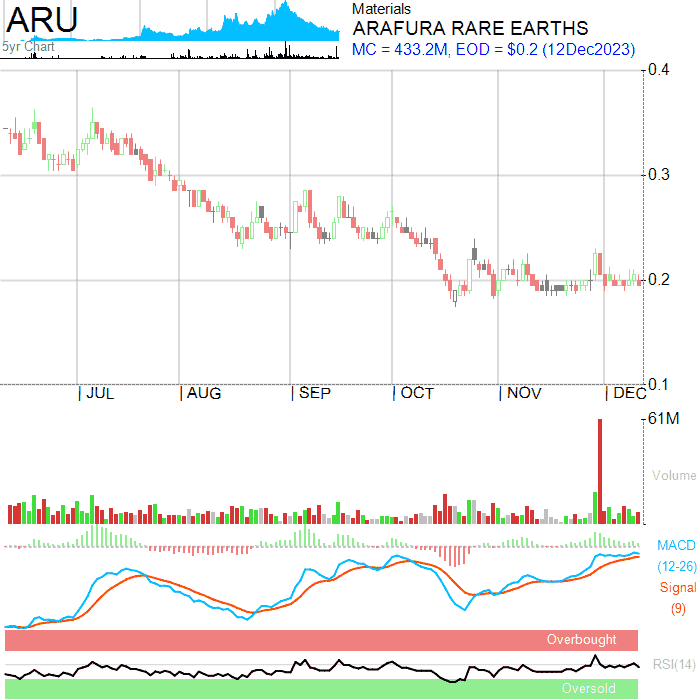 ARU
5yr Chart
Materials
ARAFURA RARE EARTHS
MC = 433.2M, EOD = $0.2 (12Dec2023)
0.4
0.3
0.2
0.1
JUL AUG SEP OCT NOV DEC
61M
Volume
MACD
(12-26)
Signal
(9)
Overbought
RSI(14)
Oversold